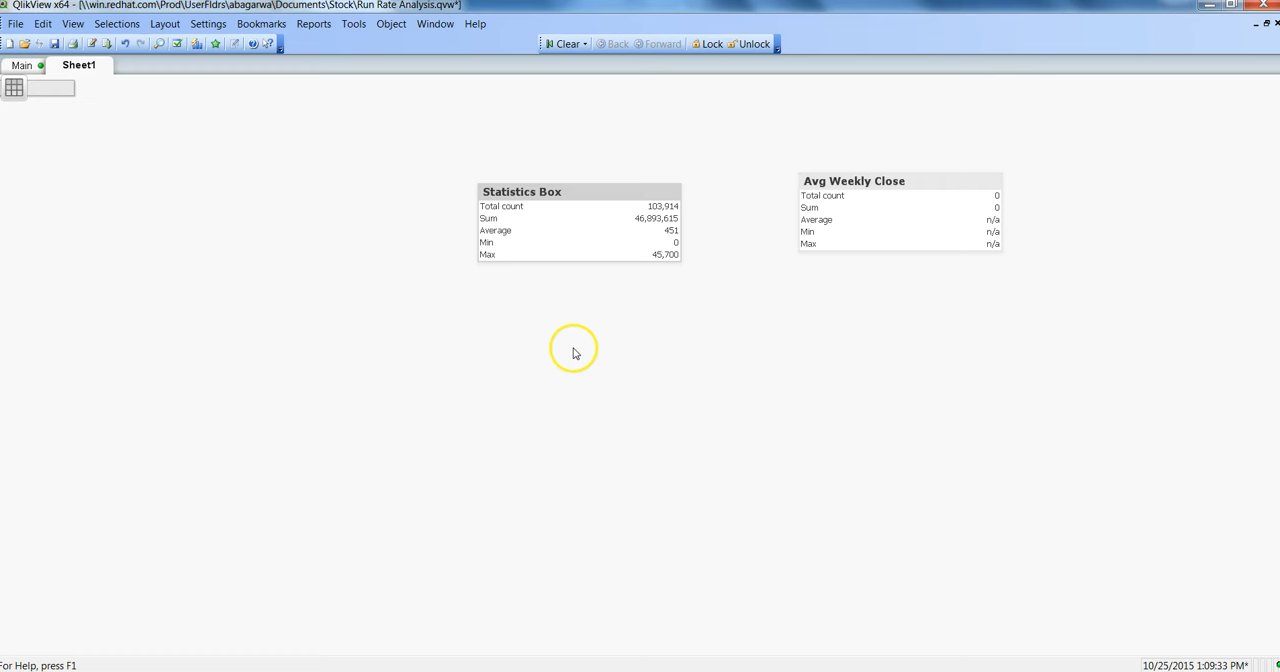 QlikView x64 - [\\win.redhat.com\Prod\UserFldrs\abagarwa\Documents\Stock\Run Rate Analysis.qvw*]
File Edit View Selections Layout Settings Bookmarks Reports Tools Object Window Help
Clear Back Forward Lock Unlock
Main Sheet1
Statistics Box
Total count 103,914
Sum 46,893,615
Average 451
Min 0
Max 45,700
Avg Weekly Close
Total count 0
Sum 0
Average n/a
Min n/a
Max n/a
For Help, press F1 10/25/2015 1:09:33 PM*